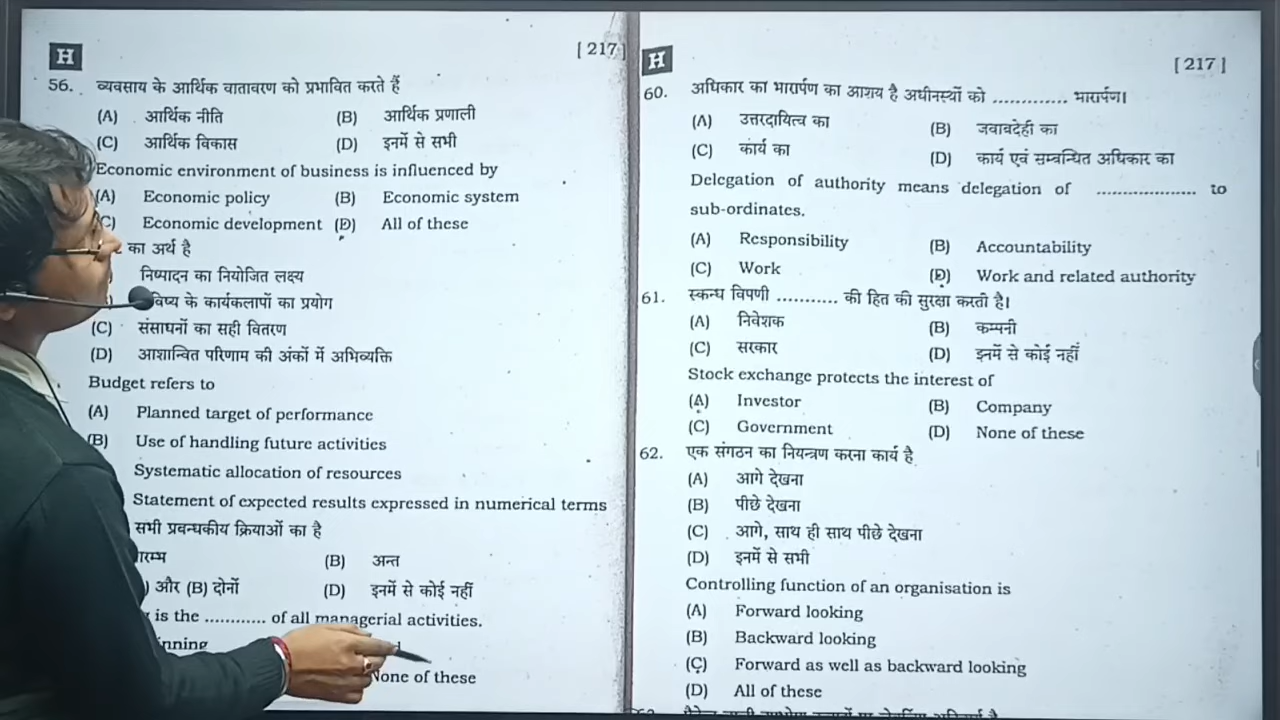 H
[ 217 ]
56. व्यवसाय के आर्थिक वातावरण को प्रभावित करते हैं
(A) आर्थिक नीति (B) आर्थिक प्रणाली
(C) आर्थिक विकास (D) इनमें से सभी
Economic environment of business is influenced by
(A) Economic policy (B) Economic system
C) Economic development (D) All of these
का अर्थ है
निष्पादन का नियोजित लक्ष्य
के कार्यकलापों का प्रयोग
(C) संसाधनों का सही वितरण
(D) आशान्वित परिणाम की अंकों में अभिव्यक्ति
Budget refers to
(A) Planned target of performance
(B) Use of handling future activities
Systematic allocation of resources
Statement of expected results expressed in numerical terms
सभी प्रबन्धकीय क्रियाओं का है
(B) अन्त
) और (B) दोनों (D) इनमें से कोई नहीं
is the ............ of all managerial activities.
nning
None of these
H
[ 217 ]
60. अधिकार का भारार्पण का आशय है अधीनस्थों को ............. भारार्पण।
(A) उत्तरदायित्व का (B) जवाबदेही का
(C) कार्य का (D) कार्य एवं सम्बन्धित अधिकार का
Delegation of authority means delegation of ................... to
sub-ordinates.
(A) Responsibility (B) Accountability
(C) Work (D) Work and related authority
61. स्कन्ध विपणी ........... की हित की सुरक्षा करती है।
(A) निवेशक (B) कम्पनी
(C) सरकार (D) इनमें से कोई नहीं
Stock exchange protects the interest of
(A) Investor (B) Company
(C) Government (D) None of these
62. एक संगठन का नियन्त्रण करना कार्य है
(A) आगे देखना
(B) पीछे देखना
(C) आगे, साथ ही साथ पीछे देखना
(D) इनमें से सभी
Controlling function of an organisation is
(A) Forward looking
(B) Backward looking
(C) Forward as well as backward looking
(D) All of these